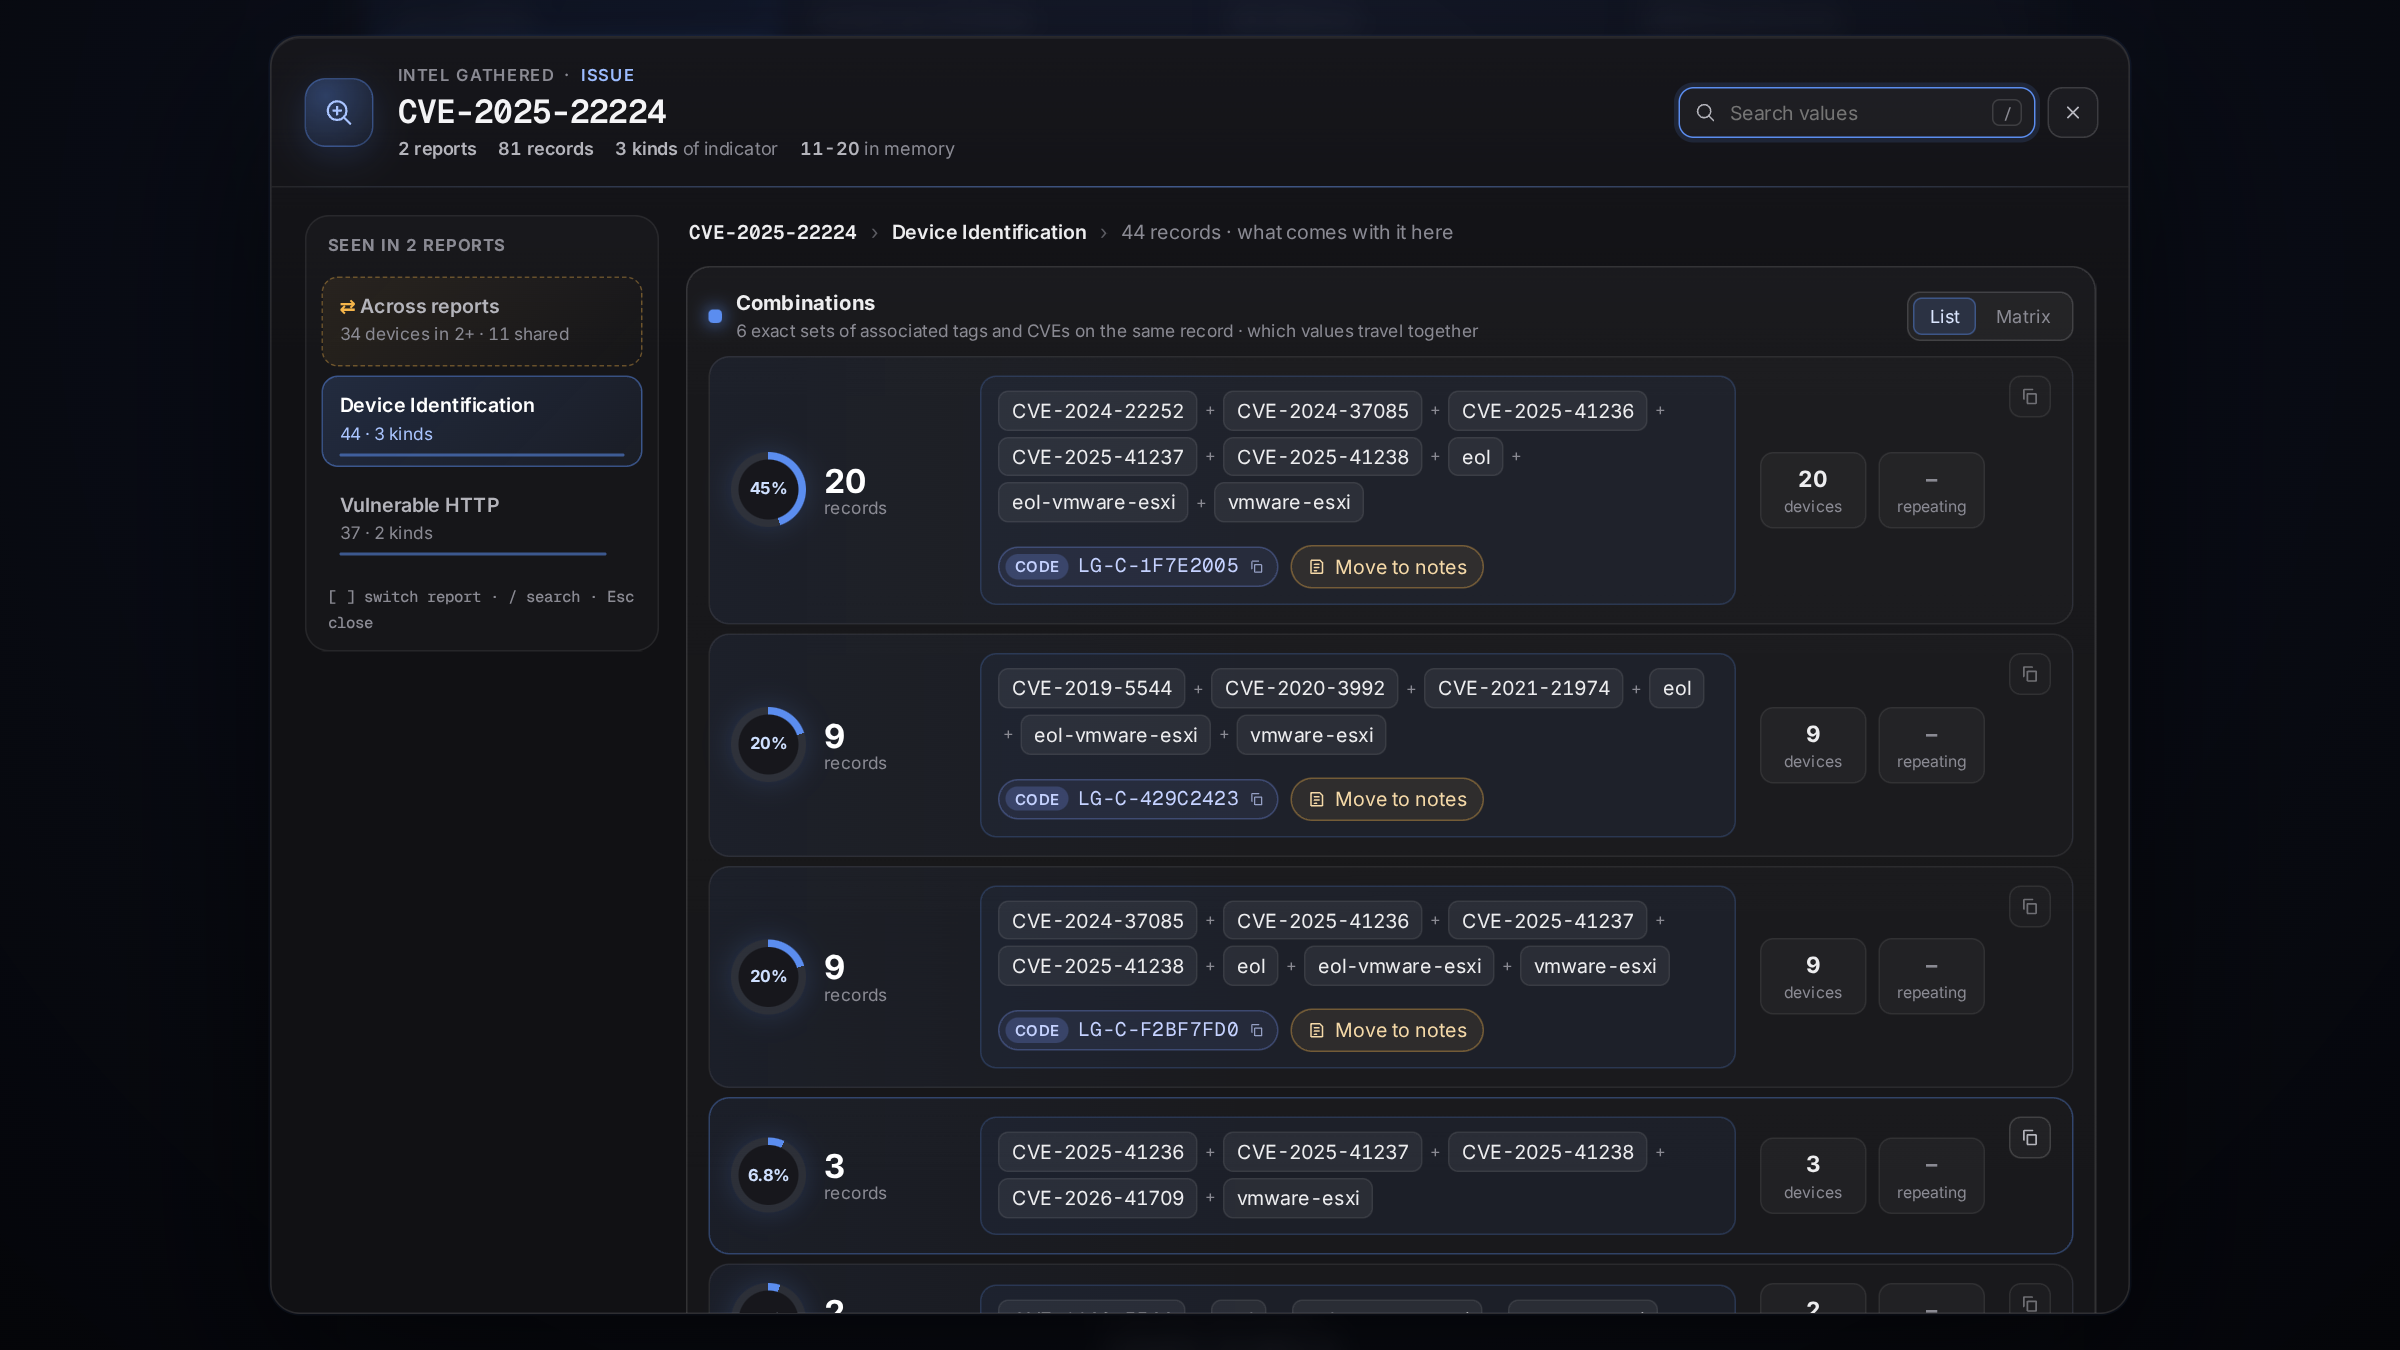 INTEL GATHERED · ISSUE
CVE-2025-22224
2 reports 81 records 3 kinds of indicator 11-20 in memory
Search values /
SEEN IN 2 REPORTS
⇄ Across reports
34 devices in 2+ · 11 shared
Device Identification
44 · 3 kinds
Vulnerable HTTP
37 · 2 kinds
[ ] switch report · / search · Esc
close
CVE-2025-22224 › Device Identification › 44 records · what comes with it here
Combinations
6 exact sets of associated tags and CVEs on the same record · which values travel together
List Matrix
45% 20 records
CVE-2024-22252 + CVE-2024-37085 + CVE-2025-41236 +
CVE-2025-41237 + CVE-2025-41238 + eol +
eol-vmware-esxi + vmware-esxi
CODE LG-C-1F7E2005 Move to notes
20 devices – repeating
20% 9 records
CVE-2019-5544 + CVE-2020-3992 + CVE-2021-21974 + eol
+ eol-vmware-esxi + vmware-esxi
CODE LG-C-429C2423 Move to notes
9 devices – repeating
20% 9 records
CVE-2024-37085 + CVE-2025-41236 + CVE-2025-41237 +
CVE-2025-41238 + eol + eol-vmware-esxi + vmware-esxi
CODE LG-C-F2BF7FD0 Move to notes
9 devices – repeating
6.8% 3 records
CVE-2025-41236 + CVE-2025-41237 + CVE-2025-41238 +
CVE-2026-41709 + vmware-esxi
3 devices – repeating
2
2 –